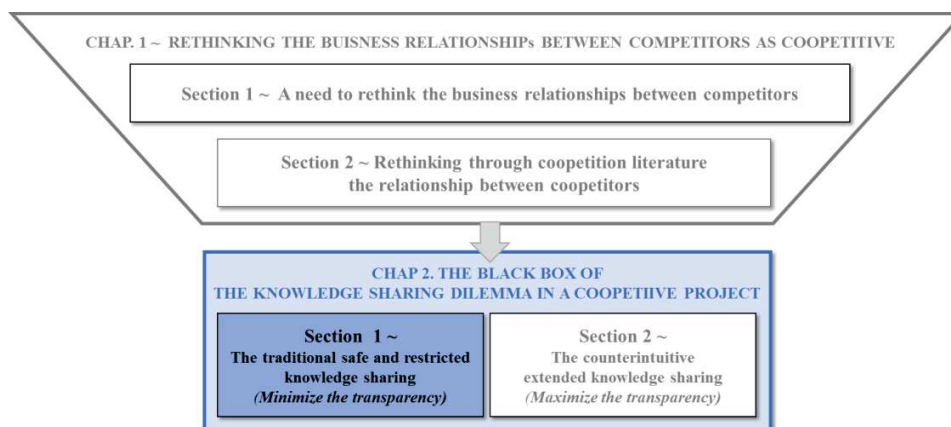 CHAP. 1 ~ RETHINKING THE BUISNESS RELATIONSHIPs BETWEEN COMPETITORS AS COOPETITIVE
Section 1 ~ A need to rethink the business relationships between competitors
Section 2 ~ Rethinking through coopetition literature
the relationship between coopetitors
CHAP 2. THE BLACK BOX OF
THE KNOWLEDGE SHARING DILEMMA IN A COOPETIIVE PROJECT
Section 1 ~
The traditional safe and restricted
knowledge sharing
(Minimize the transparency)
Section 2 ~
The counterintuitive
extended knowledge sharing
(Maximize the transparency)